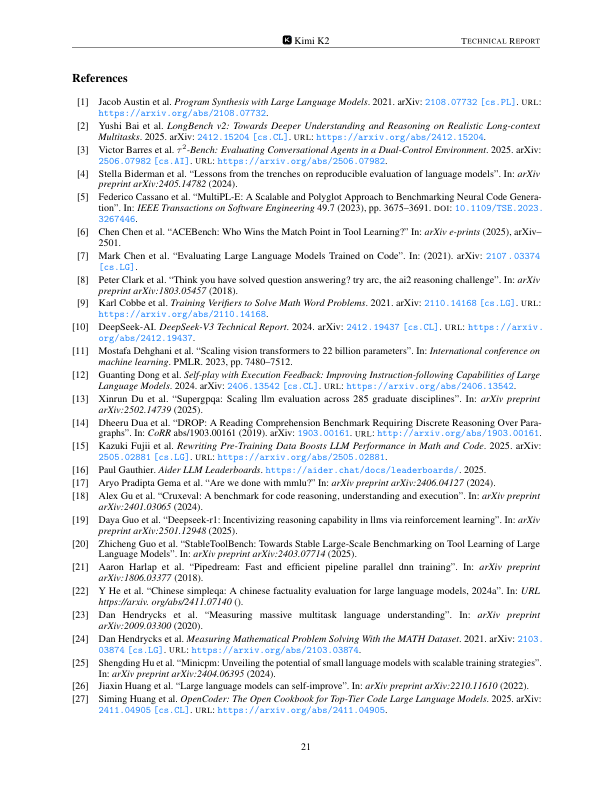 K Kimi K2 TECHNICAL REPORT
References
[1] Jacob Austin et al. Program Synthesis with Large Language Models. 2021. arXiv: 2108.07732 [cs.PL]. URL:
https://arxiv.org/abs/2108.07732.
[2] Yushi Bai et al. LongBench v2: Towards Deeper Understanding and Reasoning on Realistic Long-context
Multitasks. 2025. arXiv: 2412.15204 [cs.CL]. URL: https://arxiv.org/abs/2412.15204.
[3] Victor Barres et al. τ²-Bench: Evaluating Conversational Agents in a Dual-Control Environment. 2025. arXiv:
2506.07982 [cs.AI]. URL: https://arxiv.org/abs/2506.07982.
[4] Stella Biderman et al. “Lessons from the trenches on reproducible evaluation of language models”. In: arXiv
preprint arXiv:2405.14782 (2024).
[5] Federico Cassano et al. “MultiPL-E: A Scalable and Polyglot Approach to Benchmarking Neural Code Genera-
tion”. In: IEEE Transactions on Software Engineering 49.7 (2023), pp. 3675–3691. DOI: 10.1109/TSE.2023.
3267446.
[6] Chen Chen et al. “ACEBench: Who Wins the Match Point in Tool Learning?” In: arXiv e-prints (2025), arXiv–
2501.
[7] Mark Chen et al. “Evaluating Large Language Models Trained on Code”. In: (2021). arXiv: 2107.03374
[cs.LG].
[8] Peter Clark et al. “Think you have solved question answering? try arc, the ai2 reasoning challenge”. In: arXiv
preprint arXiv:1803.05457 (2018).
[9] Karl Cobbe et al. Training Verifiers to Solve Math Word Problems. 2021. arXiv: 2110.14168 [cs.LG]. URL:
https://arxiv.org/abs/2110.14168.
[10] DeepSeek-AI. DeepSeek-V3 Technical Report. 2024. arXiv: 2412.19437 [cs.CL]. URL: https://arxiv.
org/abs/2412.19437.
[11] Mostafa Dehghani et al. “Scaling vision transformers to 22 billion parameters”. In: International conference on
machine learning. PMLR. 2023, pp. 7480–7512.
[12] Guanting Dong et al. Self-play with Execution Feedback: Improving Instruction-following Capabilities of Large
Language Models. 2024. arXiv: 2406.13542 [cs.CL]. URL: https://arxiv.org/abs/2406.13542.
[13] Xinrun Du et al. “Supergpqa: Scaling llm evaluation across 285 graduate disciplines”. In: arXiv preprint
arXiv:2502.14739 (2025).
[14] Dheeru Dua et al. “DROP: A Reading Comprehension Benchmark Requiring Discrete Reasoning Over Para-
graphs”. In: CoRR abs/1903.00161 (2019). arXiv: 1903.00161. URL: http://arxiv.org/abs/1903.00161.
[15] Kazuki Fujii et al. Rewriting Pre-Training Data Boosts LLM Performance in Math and Code. 2025. arXiv:
2505.02881 [cs.LG]. URL: https://arxiv.org/abs/2505.02881.
[16] Paul Gauthier. Aider LLM Leaderboards. https://aider.chat/docs/leaderboards/. 2025.
[17] Aryo Pradipta Gema et al. “Are we done with mmlu?” In: arXiv preprint arXiv:2406.04127 (2024).
[18] Alex Gu et al. “Cruxeval: A benchmark for code reasoning, understanding and execution”. In: arXiv preprint
arXiv:2401.03065 (2024).
[19] Daya Guo et al. “Deepseek-r1: Incentivizing reasoning capability in llms via reinforcement learning”. In: arXiv
preprint arXiv:2501.12948 (2025).
[20] Zhicheng Guo et al. “StableToolBench: Towards Stable Large-Scale Benchmarking on Tool Learning of Large
Language Models”. In: arXiv preprint arXiv:2403.07714 (2025).
[21] Aaron Harlap et al. “Pipedream: Fast and efficient pipeline parallel dnn training”. In: arXiv preprint
arXiv:1806.03377 (2018).
[22] Y He et al. “Chinese simpleqa: A chinese factuality evaluation for large language models, 2024a”. In: URL
https://arxiv. org/abs/2411.07140 ().
[23] Dan Hendrycks et al. “Measuring massive multitask language understanding”. In: arXiv preprint
arXiv:2009.03300 (2020).
[24] Dan Hendrycks et al. Measuring Mathematical Problem Solving With the MATH Dataset. 2021. arXiv: 2103.
03874 [cs.LG]. URL: https://arxiv.org/abs/2103.03874.
[25] Shengding Hu et al. “Minicpm: Unveiling the potential of small language models with scalable training strategies”.
In: arXiv preprint arXiv:2404.06395 (2024).
[26] Jiaxin Huang et al. “Large language models can self-improve”. In: arXiv preprint arXiv:2210.11610 (2022).
[27] Siming Huang et al. OpenCoder: The Open Cookbook for Top-Tier Code Large Language Models. 2025. arXiv:
2411.04905 [cs.CL]. URL: https://arxiv.org/abs/2411.04905.
21